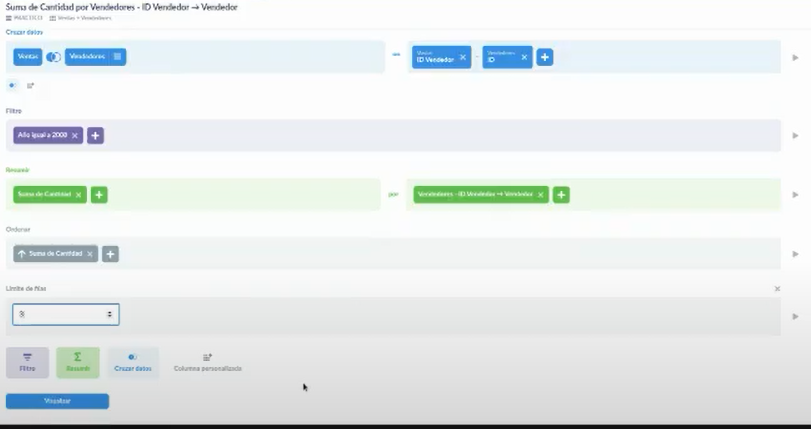 Suma de Cantidad por Vendedores - ID Vendedor → Vendedor
PRACTICO Ventas + Vendedores
Cruzar datos
Ventas Vendedores
Ventas
ID Vendedor
Vendedores
ID
Filtro
Año igual a 2000
Resumir
Suma de Cantidad por Vendedores - ID Vendedor → Vendedor
Ordenar
Suma de Cantidad
Límite de filas
Filtro Resumir Cruzar datos Columna personalizada
Visualizar